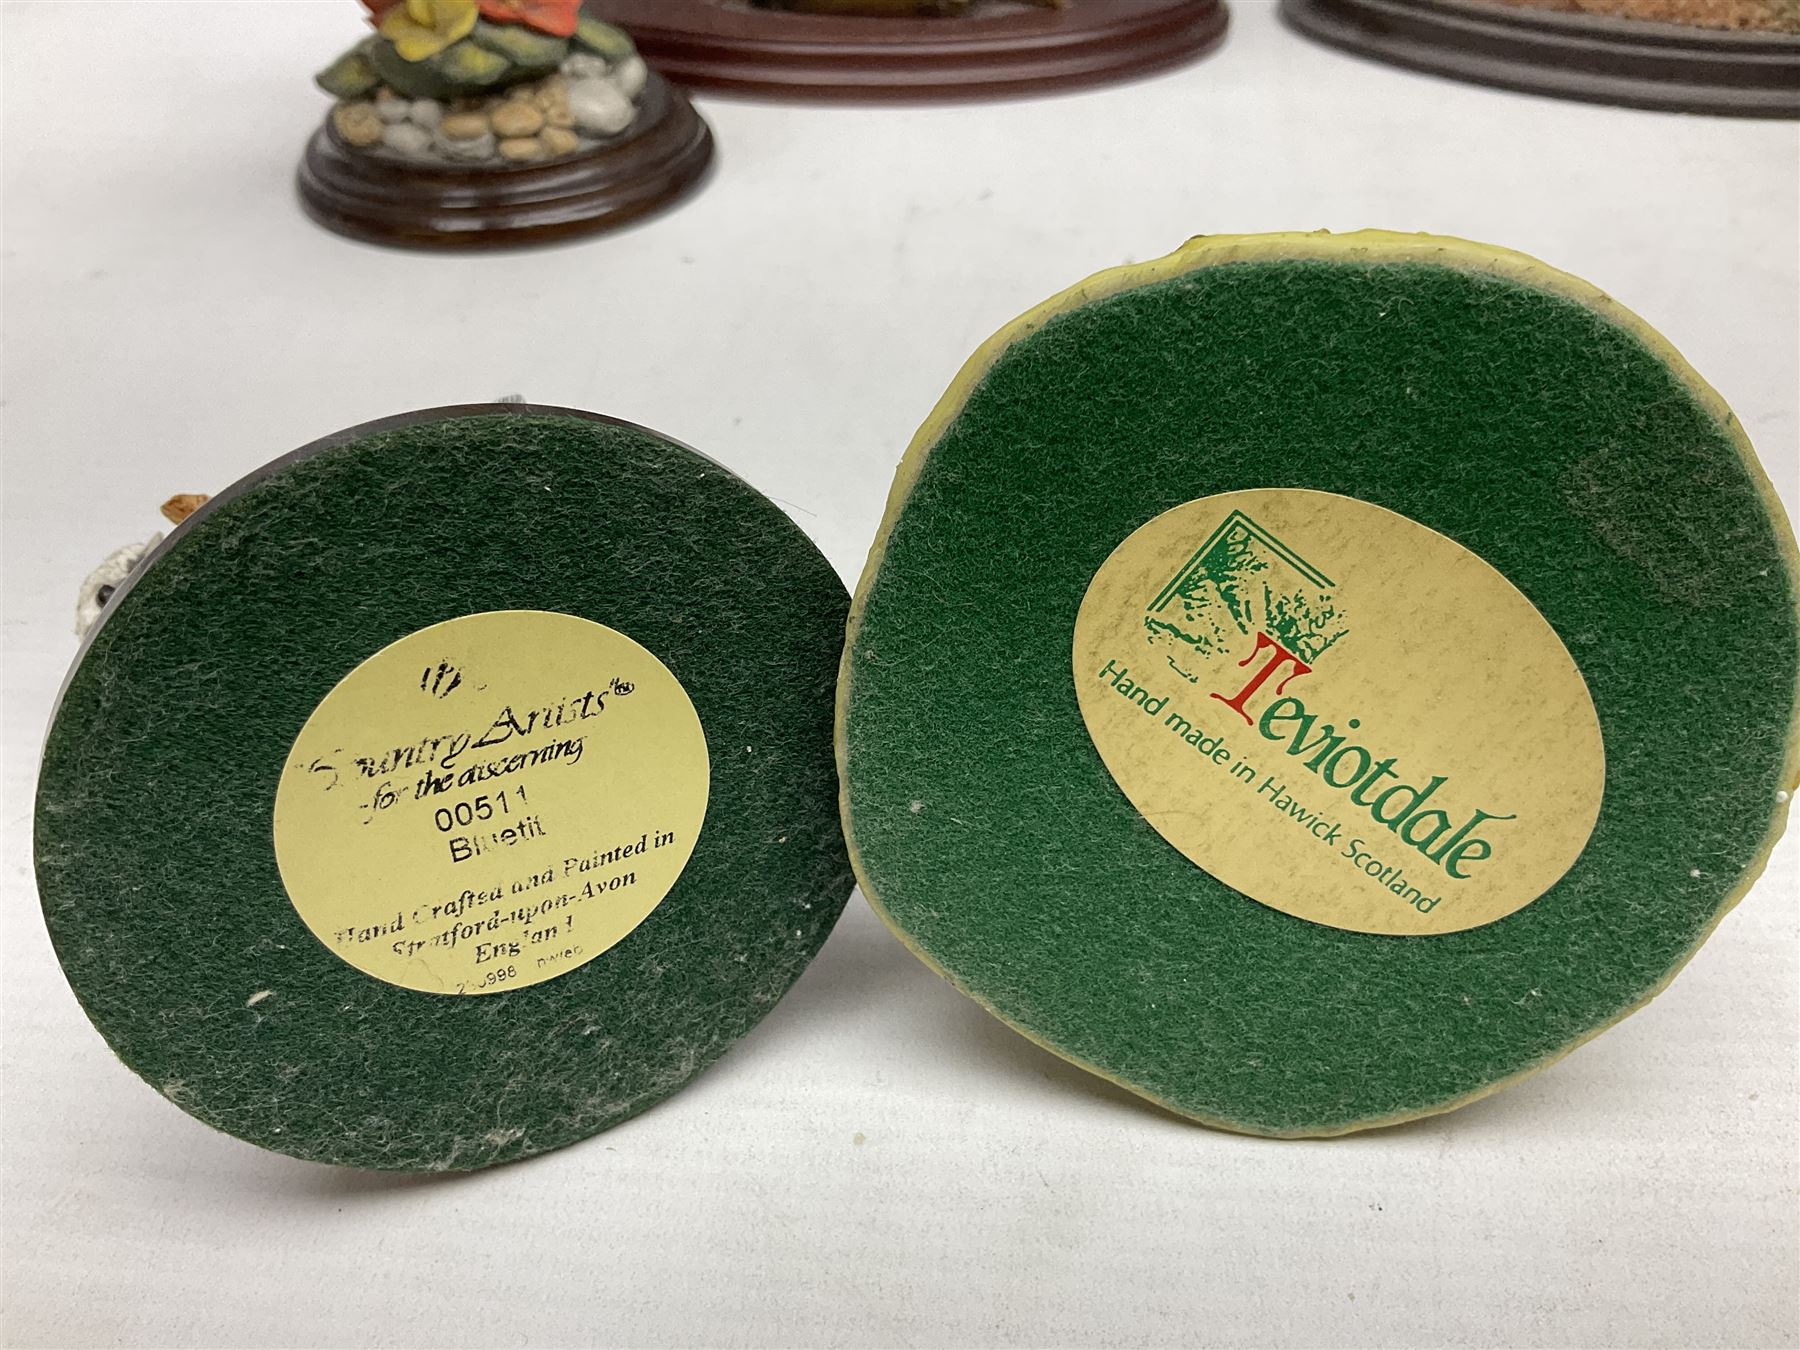 Country Artists™
for the discerning
00511
Bluetit
Hand Crafted and Painted in
Stratford-upon-Avon
England
Teviotdale
Hand made in Hawick Scotland